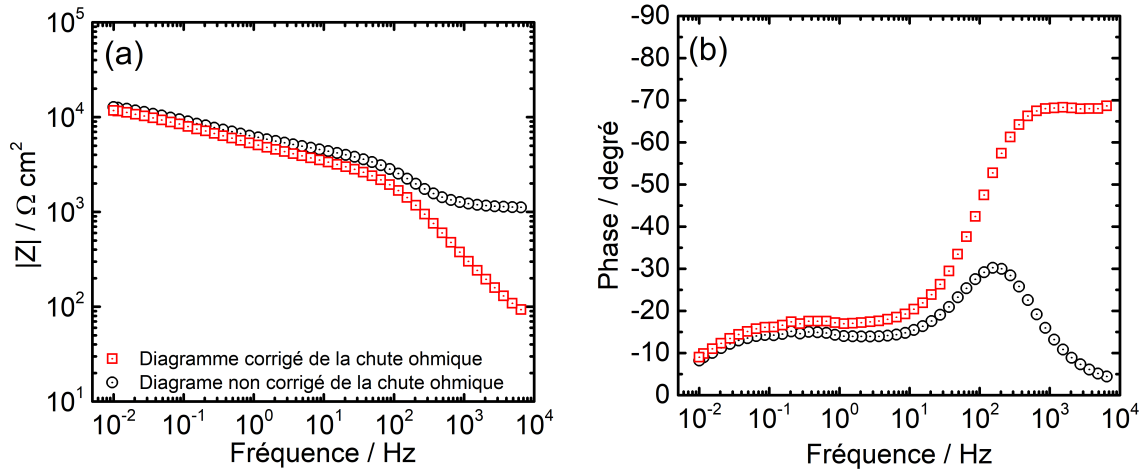 (a)
10^5
10^4
10^3
10^2
10^1
|Z| / Ω cm^2
Diagramme corrigé de la chute ohmique
Diagrame non corrigé de la chute ohmique
10^-2 10^-1 10^0 10^1 10^2 10^3 10^4
Fréquence / Hz
(b)
-90
-80
-70
-60
-50
-40
-30
-20
-10
0
Phase / degré
10^-2 10^-1 10^0 10^1 10^2 10^3 10^4
Fréquence / Hz